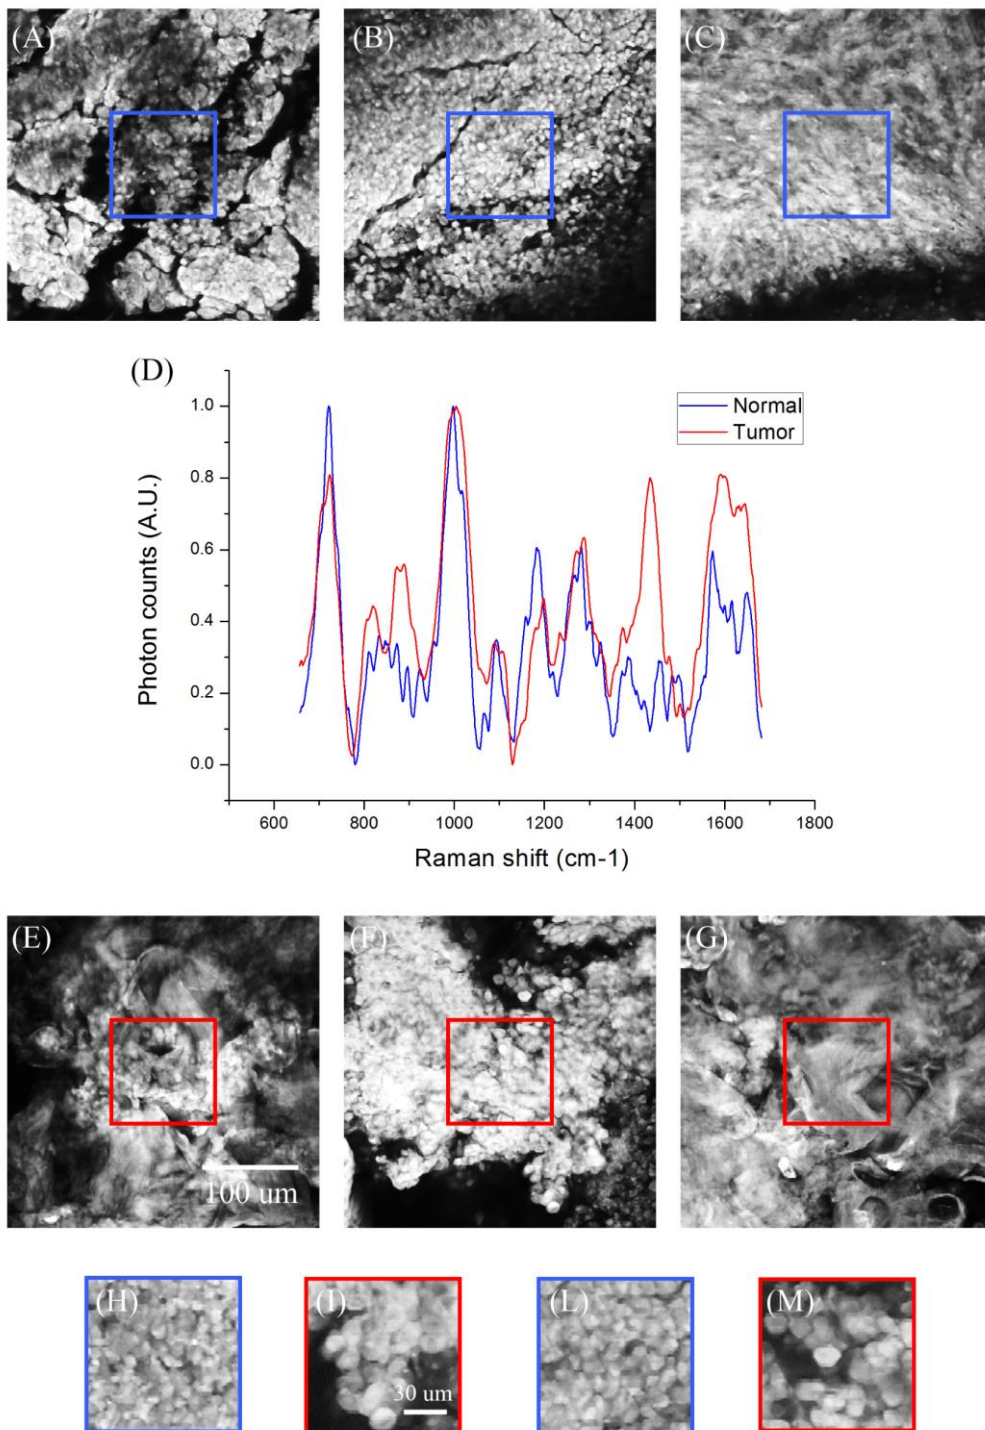 (A)
(B)
(C)
(D)
1.0
0.8
0.6
0.4
0.2
0.0
Photon counts (A.U.)
Normal
Tumor
600
800
1000
1200
1400
1600
1800
Raman shift (cm-1)
(E)
100 um
(F)
(G)
(H)
(I)
30 um
(L)
(M)